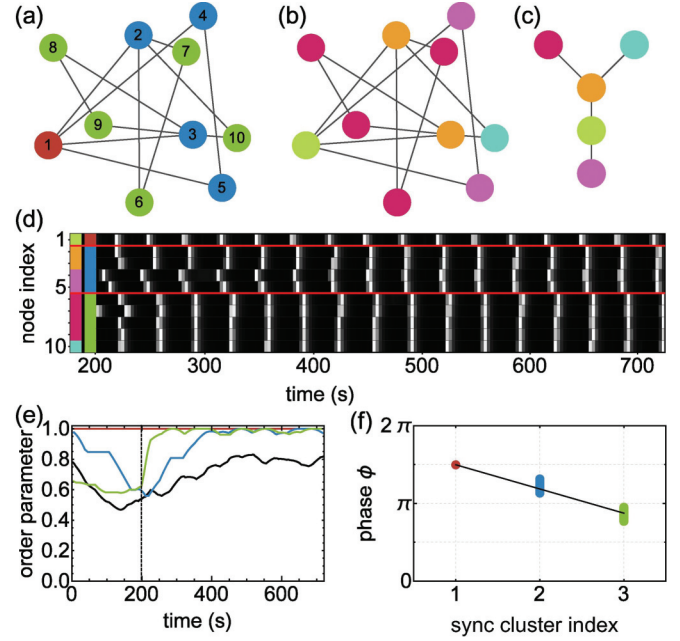 (a)
(b)
(c)
4
2
7
8
9
3
10
1
5
6
(d)
node index
1
5
10
200 300 400 500 600 700
time (s)
(e)
order parameter
1.0
0.8
0.6
0.4
0.2
0.0
0 200 400 600
time (s)
(f)
phase ϕ
2 π
π
0
1 2 3
sync cluster index